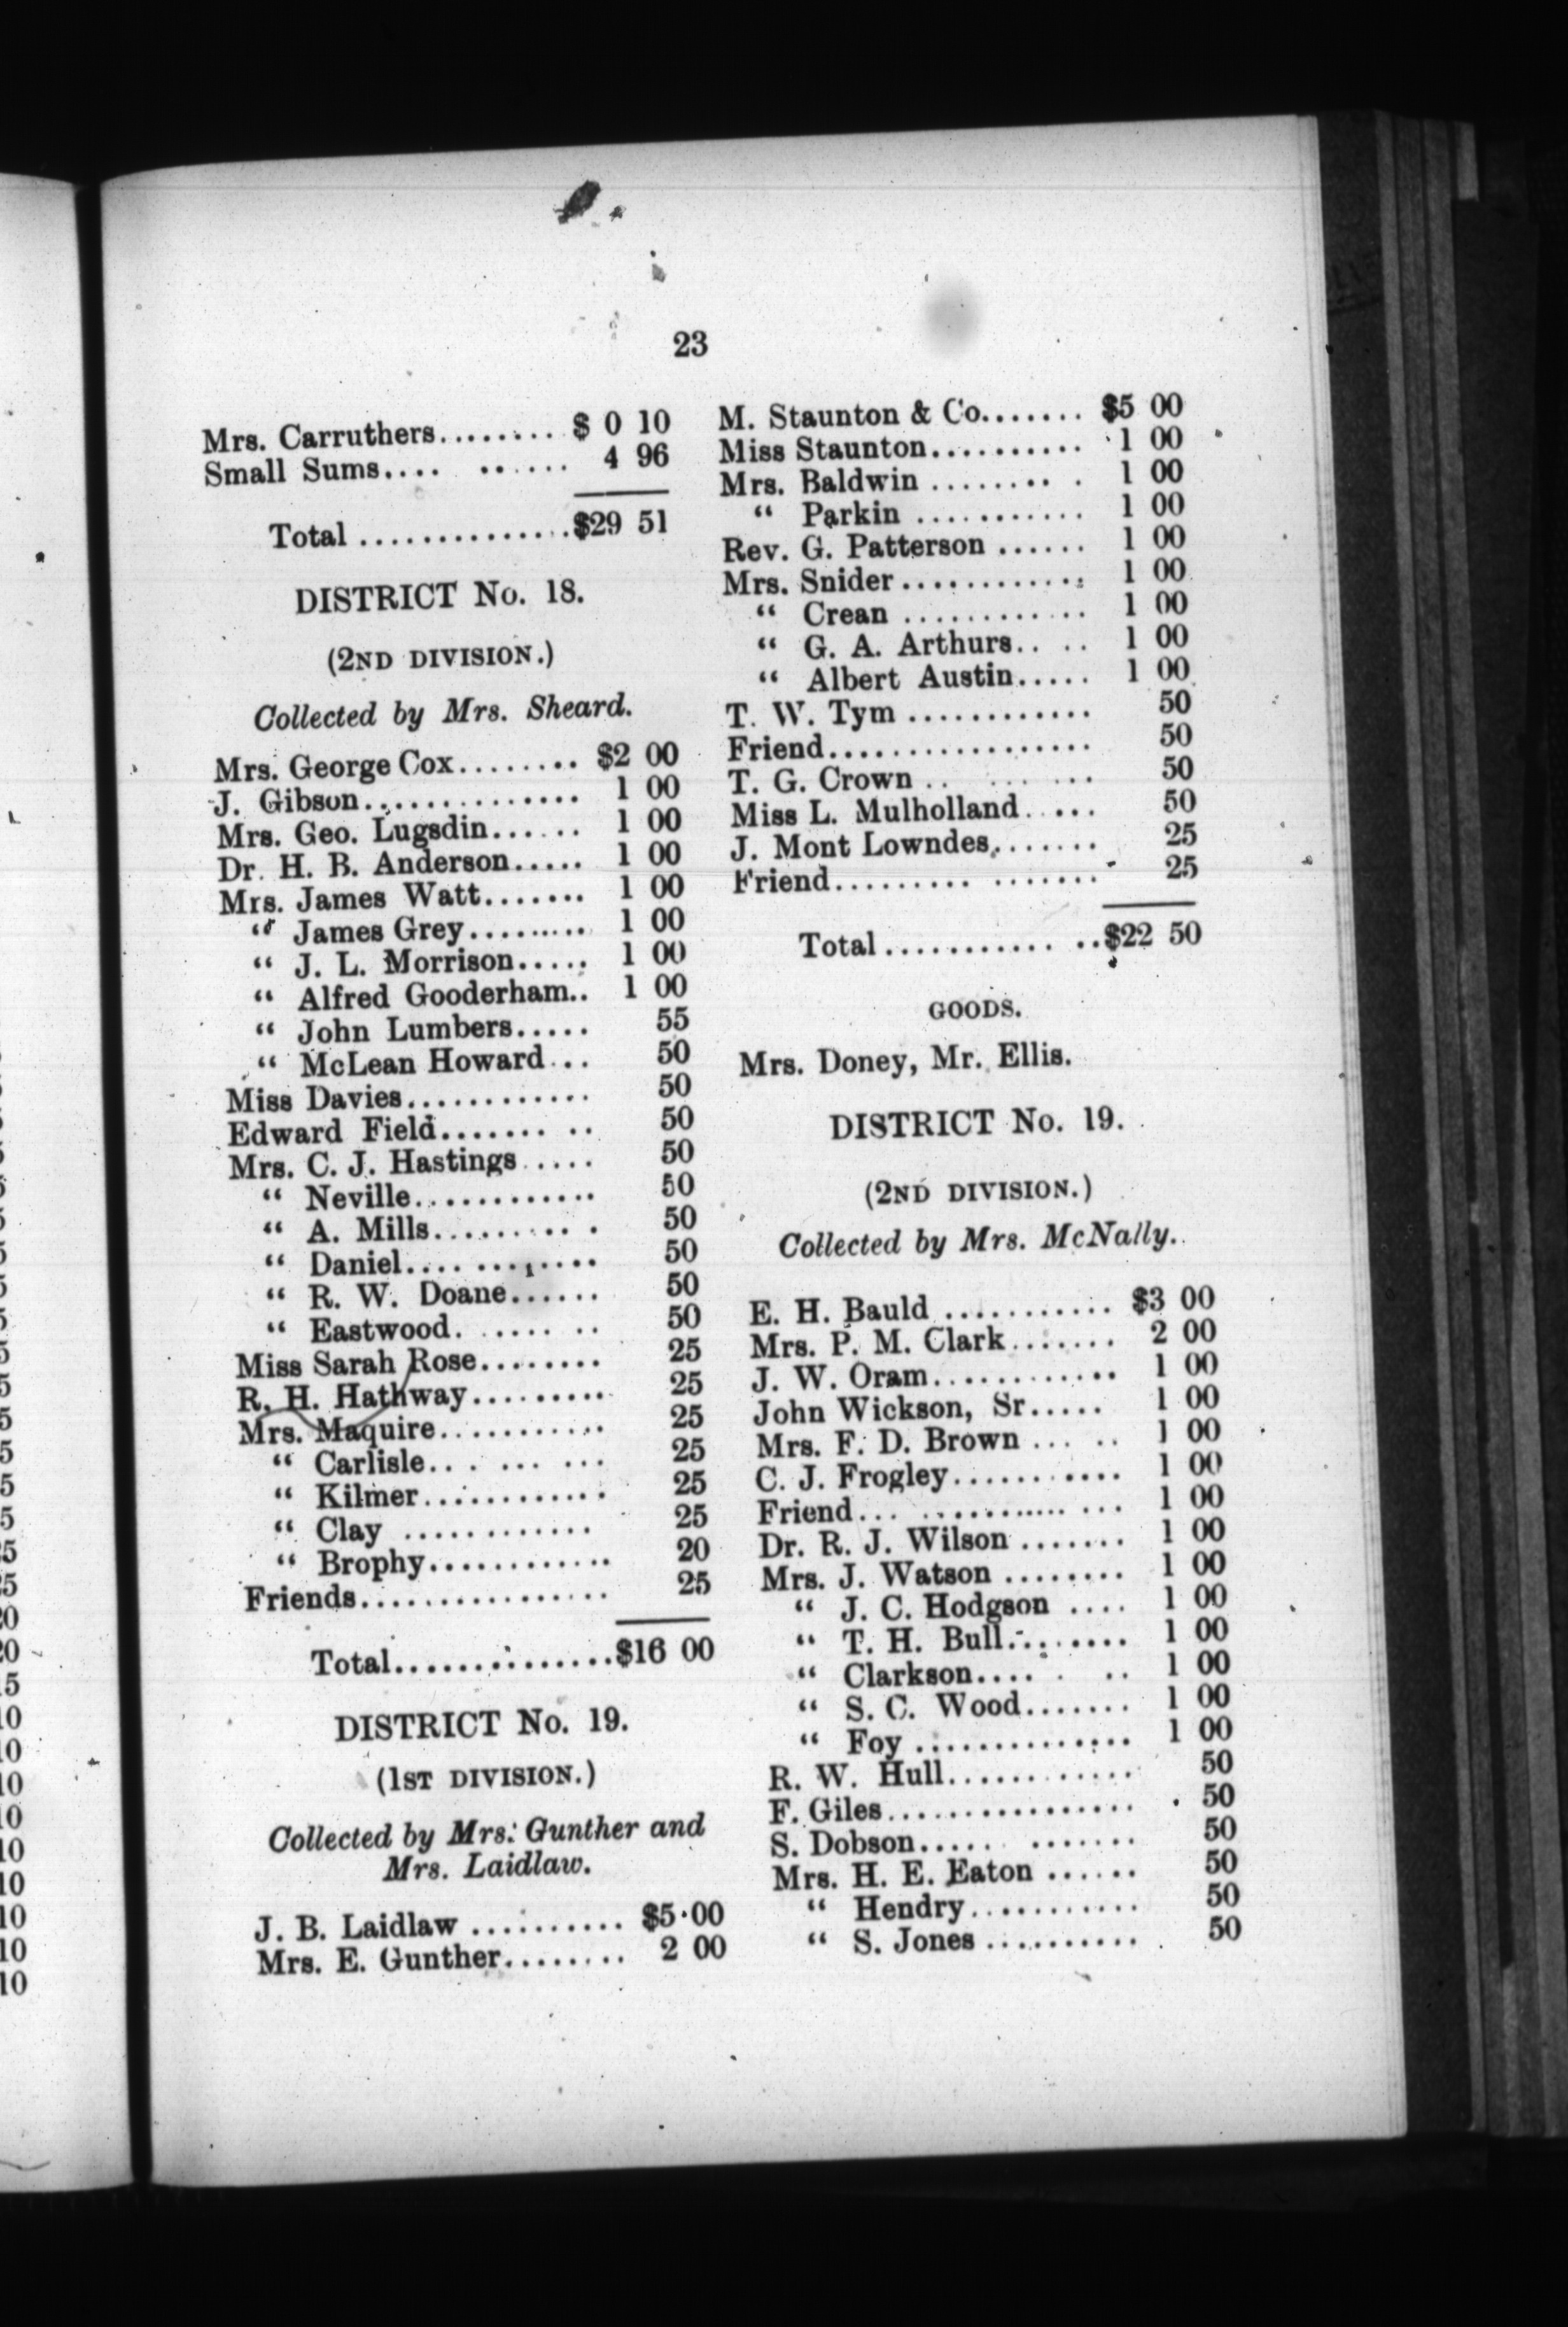 23
Mrs. Carruthers........ $ 0 10
Small Sums.... ...... 4 96
Total ..............$29 51
DISTRICT No. 18.
(2ND DIVISION.)
Collected by Mrs. Sheard.
Mrs. George Cox........ $2 00
J. Gibson.............. 1 00
Mrs. Geo. Lugsdin...... 1 00
Dr. H. B. Anderson..... 1 00
Mrs. James Watt....... 1 00
“ James Grey......... 1 00
“ J. L. Morrison..... 1 00
“ Alfred Gooderham.. 1 00
“ John Lumbers..... 55
“ McLean Howard... 50
Miss Davies............ 50
Edward Field....... .. 50
Mrs. C. J. Hastings..... 50
“ Neville............ 50
“ A. Mills.......... . 50
“ Daniel.... ........ 50
“ R. W. Doane...... 50
“ Eastwood. ...... .. 50
Miss Sarah Rose........ 25
R. H. Hathway......... 25
Mrs. Maquire........... 25
“ Carlisle... ... ... 25
“ Kilmer............ 25
“ Clay ............ 25
“ Brophy............ 20
Friends................ 25
Total..............$16 00
DISTRICT No. 19.
(1ST DIVISION.)
Collected by Mrs. Gunther and
Mrs. Laidlaw.
J. B. Laidlaw .......... $5 00
Mrs. E. Gunther........ 2 00
M. Staunton & Co....... $5 00
Miss Staunton.......... 1 00
Mrs. Baldwin ........ . 1 00
“ Parkin ........... 1 00
Rev. G. Patterson ...... 1 00
Mrs. Snider............ 1 00
“ Crean ............ 1 00
“ G. A. Arthurs.. .. 1 00
“ Albert Austin..... 1 00
T. W. Tym ............ 50
Friend................. 50
T. G. Crown .. ...... 50
Miss L. Mulholland..... 50
J. Mont Lowndes....... 25
Friend......... ....... 25
Total........... ..$22 50
GOODS.
Mrs. Doney, Mr. Ellis.
DISTRICT No. 19.
(2ND DIVISION.)
Collected by Mrs. McNally.
E. H. Bauld ........... $3 00
Mrs. P. M. Clark....... 2 00
J. W. Oram............ 1 00
John Wickson, Sr..... 1 00
Mrs. F. D. Brown ... .. 1 00
C. J. Frogley........... 1 00
Friend... .......... ... 1 00
Dr. R. J. Wilson ....... 1 00
Mrs. J. Watson ........ 1 00
“ J. C. Hodgson .... 1 00
“ T. H. Bull........ 1 00
“ Clarkson.... . .. 1 00
“ S. C. Wood....... 1 00
“ Foy .............. 1 00
R. W. Hull............ 50
F. Giles................ 50
S. Dobson..... ....... 50
Mrs. H. E. Eaton ...... 50
“ Hendry........... 50
“ S. Jones .......... 50